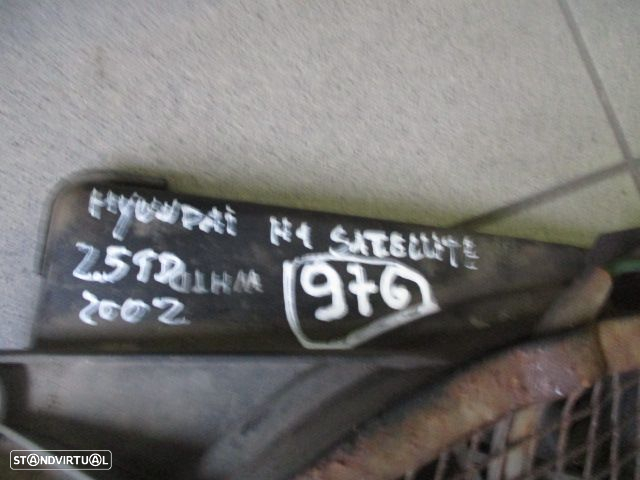 HYUNDAI H1 SATELLITE
2.5TD
2002
976
STANDVIRTUAL